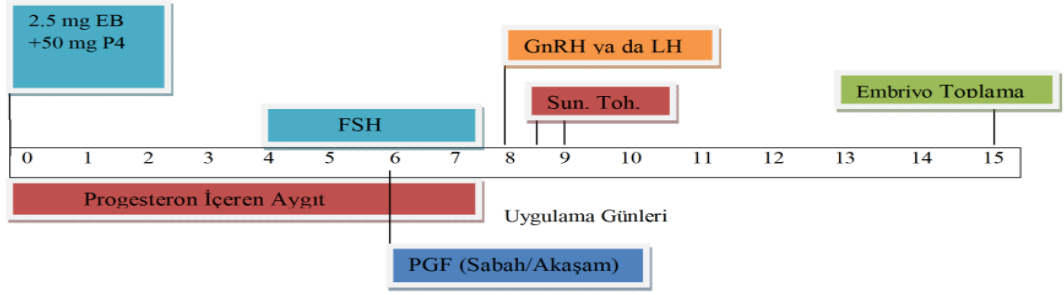 2.5 mg EB
+50 mg P4
GnRH ya da LH
Sun. Toh.
Embrivo Toplama
FSH
0 1 2 3 4 5 6 7 8 9 10 11 12 13 14 15
Progesteron İçeren Aygıt
Uygulama Günleri
PGF (Sabah/Akaşam)